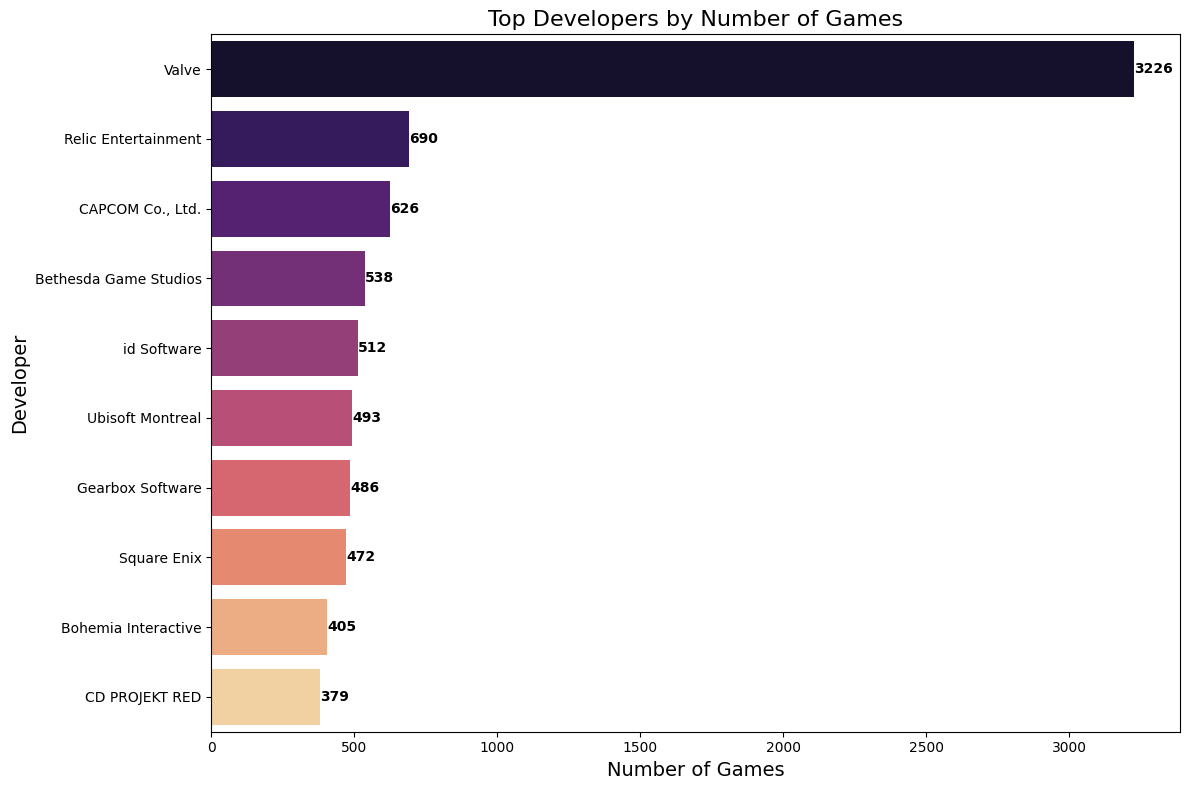 Top Developers by Number of Games
Developer
Valve 3226
Relic Entertainment 690
CAPCOM Co., Ltd. 626
Bethesda Game Studios 538
id Software 512
Ubisoft Montreal 493
Gearbox Software 486
Square Enix 472
Bohemia Interactive 405
CD PROJEKT RED 379
0 500 1000 1500 2000 2500 3000
Number of Games